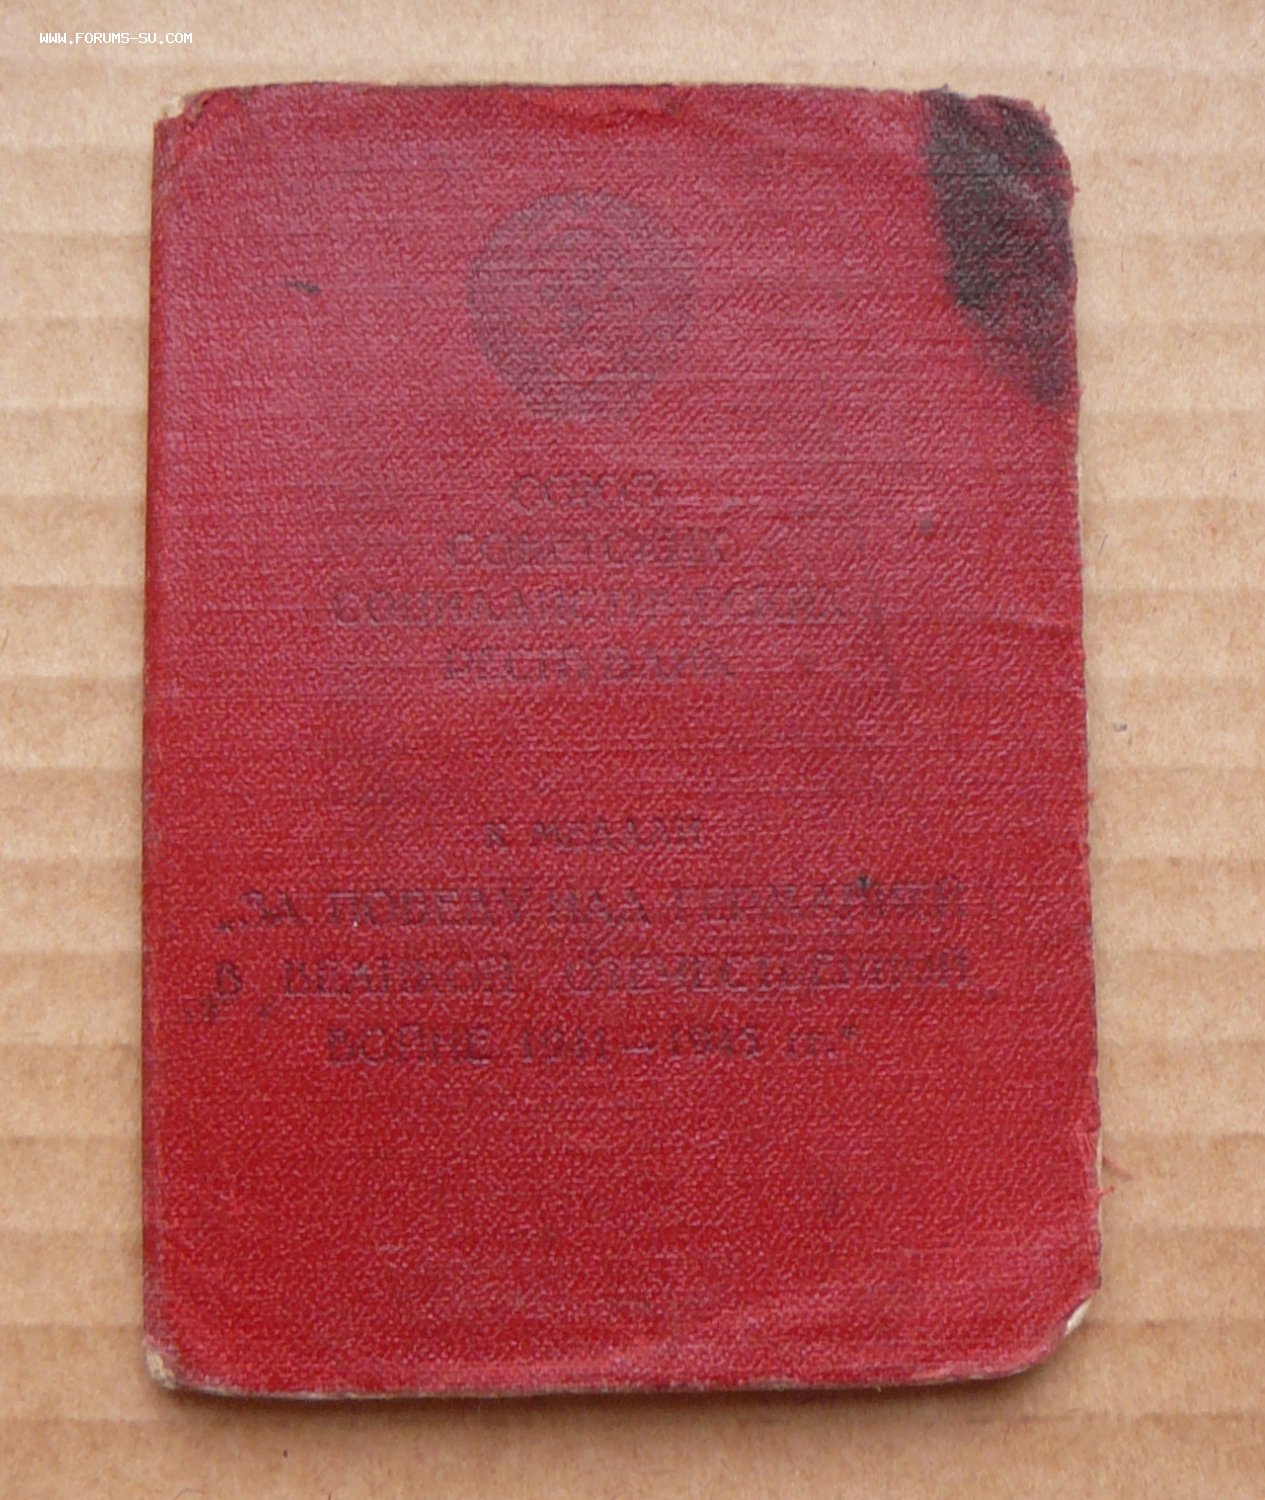 WWW.FORUMS-SU.COM
СОЮЗ
СОВЕТСКИХ
СОЦИАЛИСТИЧЕСКИХ
РЕСПУБЛИК
К МЕДАЛИ
„ЗА ПОБЕДУ НАД ГЕРМАНИЕЙ
В ВЕЛИКОЙ ОТЕЧЕСТВЕННОЙ
ВОЙНЕ 1941–1945 гг.“